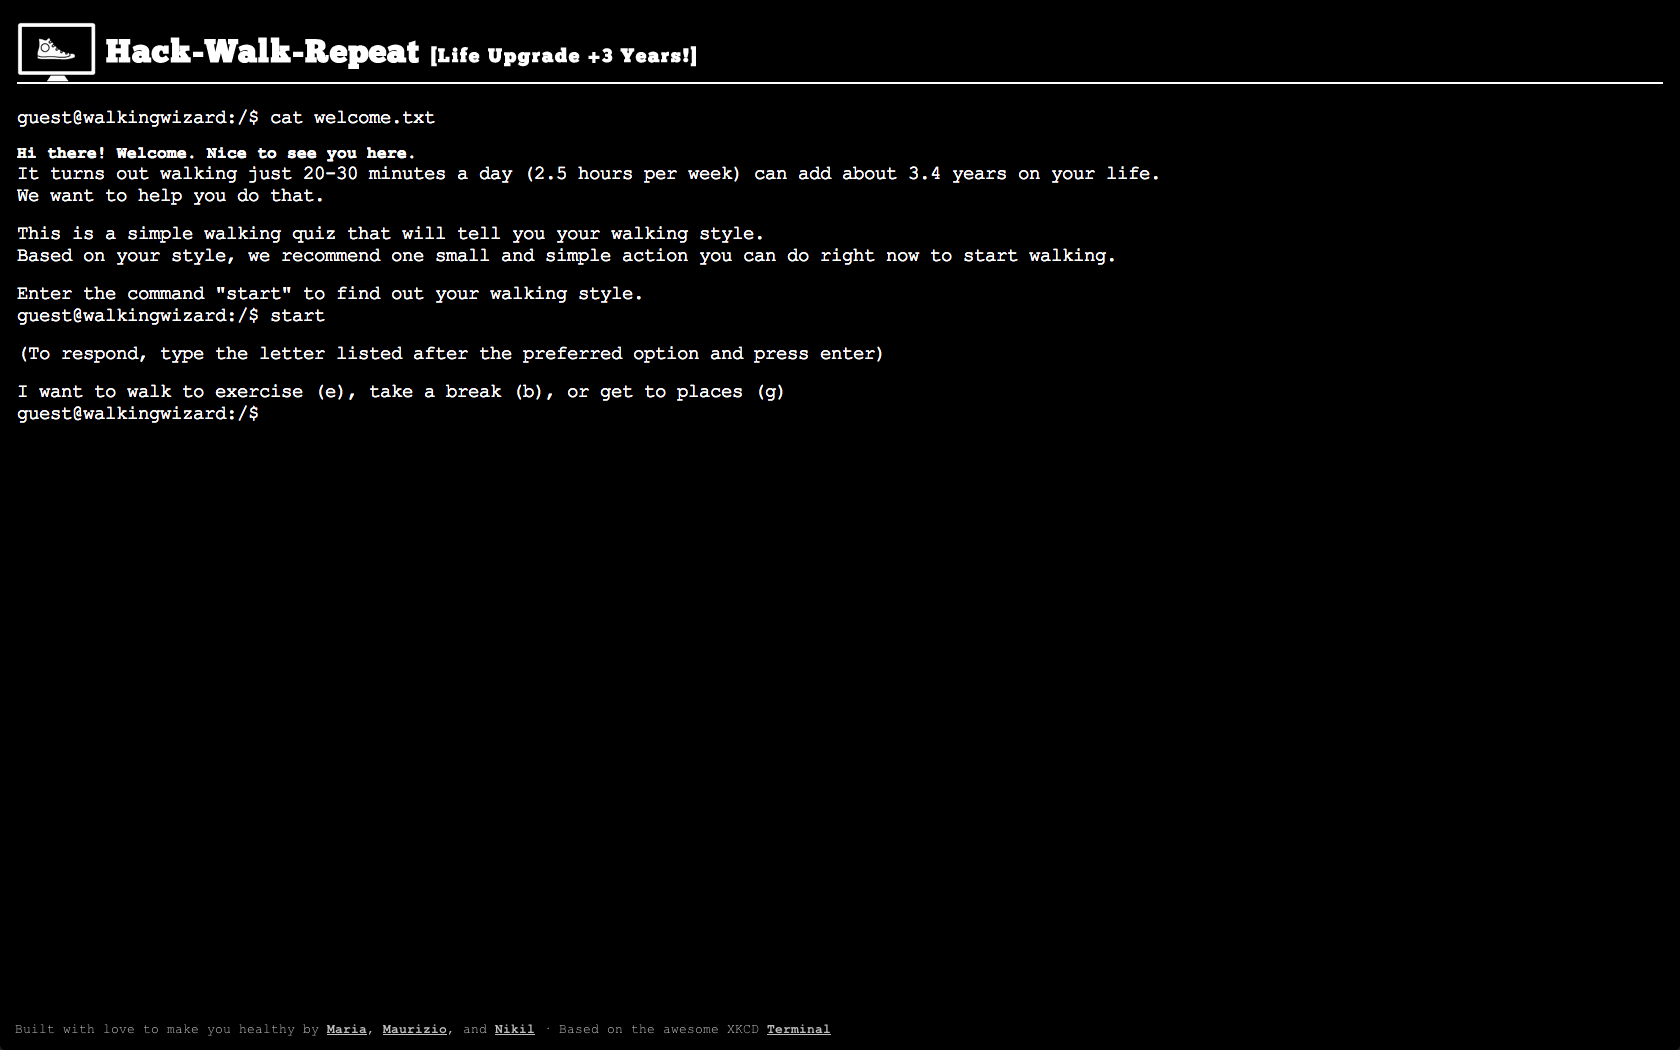 Hack-Walk-Repeat [Life Upgrade +3 Years!]
guest@walkingwizard:/$ cat welcome.txt
Hi there! Welcome. Nice to see you here.
It turns out walking just 20-30 minutes a day (2.5 hours per week) can add about 3.4 years on your life.
We want to help you do that.
This is a simple walking quiz that will tell you your walking style.
Based on your style, we recommend one small and simple action you can do right now to start walking.
Enter the command "start" to find out your walking style.
guest@walkingwizard:/$ start
(To respond, type the letter listed after the preferred option and press enter)
I want to walk to exercise (e), take a break (b), or get to places (g)
guest@walkingwizard:/$
Built with love to make you healthy by Maria, Maurizio, and Nikil · Based on the awesome XKCD Terminal